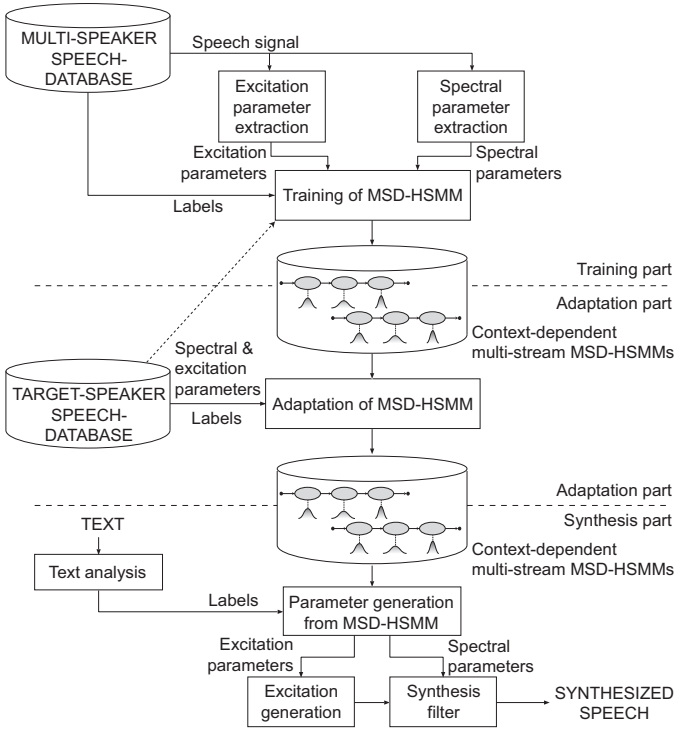 MULTI-SPEAKER
SPEECH-
DATABASE
Speech signal
Excitation
parameter
extraction
Spectral
parameter
extraction
Excitation
parameters
Spectral
parameters
Labels
Training of MSD-HSMM
Training part
Adaptation part
Context-dependent
multi-stream MSD-HSMMs
Spectral &
excitation
parameters
TARGET-SPEAKER
SPEECH-
DATABASE
Labels
Adaptation of MSD-HSMM
Adaptation part
Synthesis part
Context-dependent
multi-stream MSD-HSMMs
TEXT
Text analysis
Labels
Parameter generation
from MSD-HSMM
Excitation
parameters
Spectral
parameters
Excitation
generation
Synthesis
filter
SYNTHESIZED
SPEECH